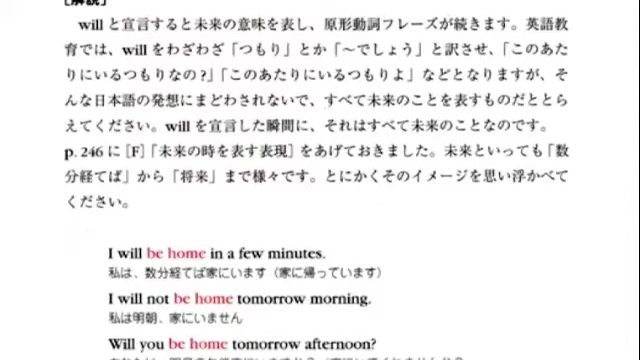 [解説]
will と宣言すると未来の意味を表し、原形動詞フレーズが続きます。英語教
育では、will をわざわざ「つもり」とか「〜でしょう」と訳させ、「このあた
りにいるつもりなの?」「このあたりにいるつもりよ」などとなりますが、そ
んな日本語の発想にまどわされないで、すべて未来のことを表すものだととら
えてください。will を宣言した瞬間に、それはすべて未来のことなのです。
p. 246 に [F]「未来の時を表す表現」をあげておきました。未来といっても「数
分経てば」から「将来」まで様々です。とにかくそのイメージを思い浮かべて
ください。
I will be home in a few minutes.
私は、数分経てば家にいます（家に帰っています）
I will not be home tomorrow morning.
私は明朝、家にいません
Will you be home tomorrow afternoon?